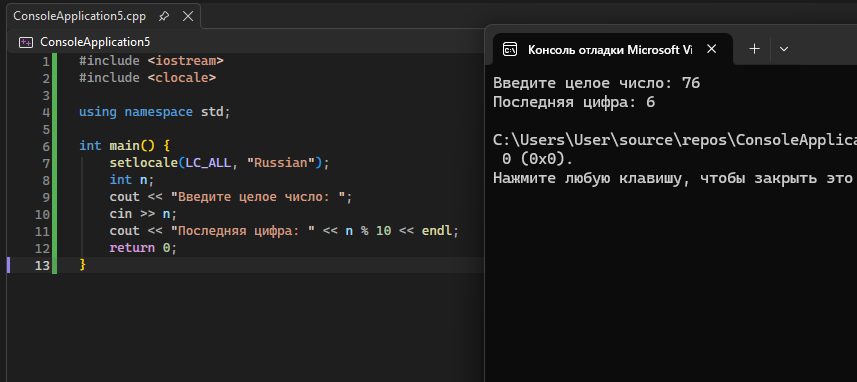 ConsoleApplication5.cpp
ConsoleApplication5
1 #include <iostream>
2 #include <clocale>
3
4 using namespace std;
5
6 int main() {
7 setlocale(LC_ALL, "Russian");
8 int n;
9 cout << "Введите целое число: ";
10 cin >> n;
11 cout << "Последняя цифра: " << n % 10 << endl;
12 return 0;
13 }
Консоль отладки Microsoft Vi
Введите целое число: 76
Последняя цифра: 6
C:\Users\User\source\repos\ConsoleApplica
0 (0x0).
Нажмите любую клавишу, чтобы закрыть это